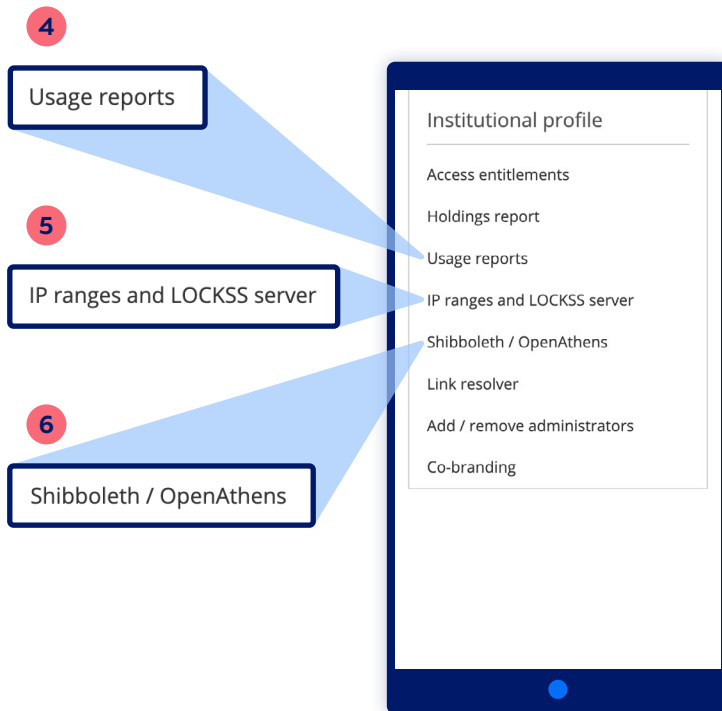 4
Usage reports
5
IP ranges and LOCKSS server
6
Shibboleth / OpenAthens
Institutional profile
Access entitlements
Holdings report
Usage reports
IP ranges and LOCKSS server
Shibboleth / OpenAthens
Link resolver
Add / remove administrators
Co-branding